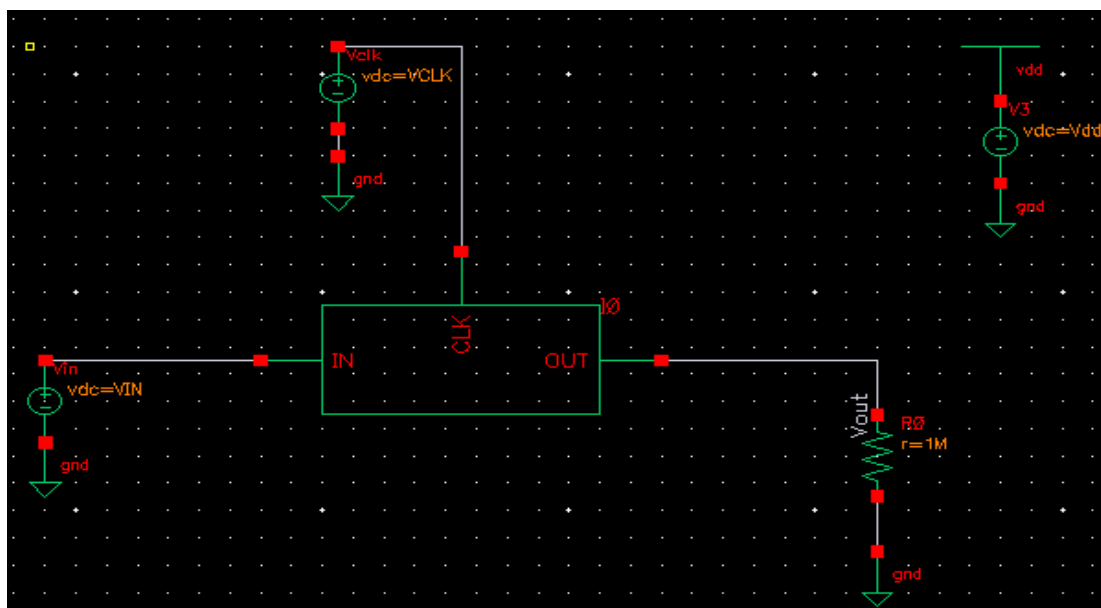 Vclk
vdc=VCLK
gnd
vdd
V3
vdc=Vdd
gnd
I0
CLK
IN
OUT
Vin
vdc=VIN
gnd
Vout
R0
r=1M
gnd